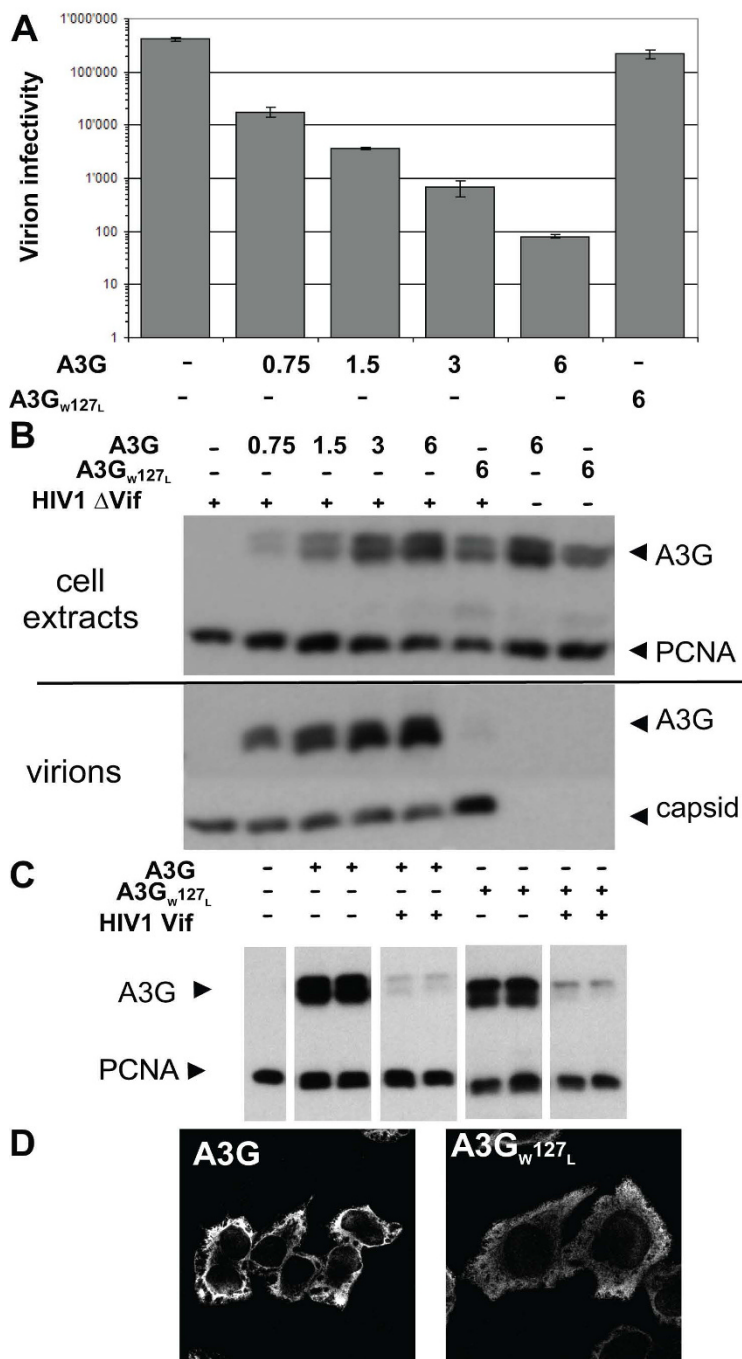 A
1'000'000
100'000
10'000
1'000
100
10
1
Virion infectivity
A3G - 0.75 1.5 3 6 -
A3Gw127L - - - - - 6
B
A3G - 0.75 1.5 3 6 - 6 -
A3Gw127L - - - - - 6 - 6
HIV1 ΔVif + + + + + + - -
cell extracts
A3G
PCNA
virions
A3G
capsid
C
A3G - + + + + - - - -
A3Gw127L - - - - - + + + +
HIV1 Vif - - - + + - - + +
A3G
PCNA
D
A3G
A3Gw127L